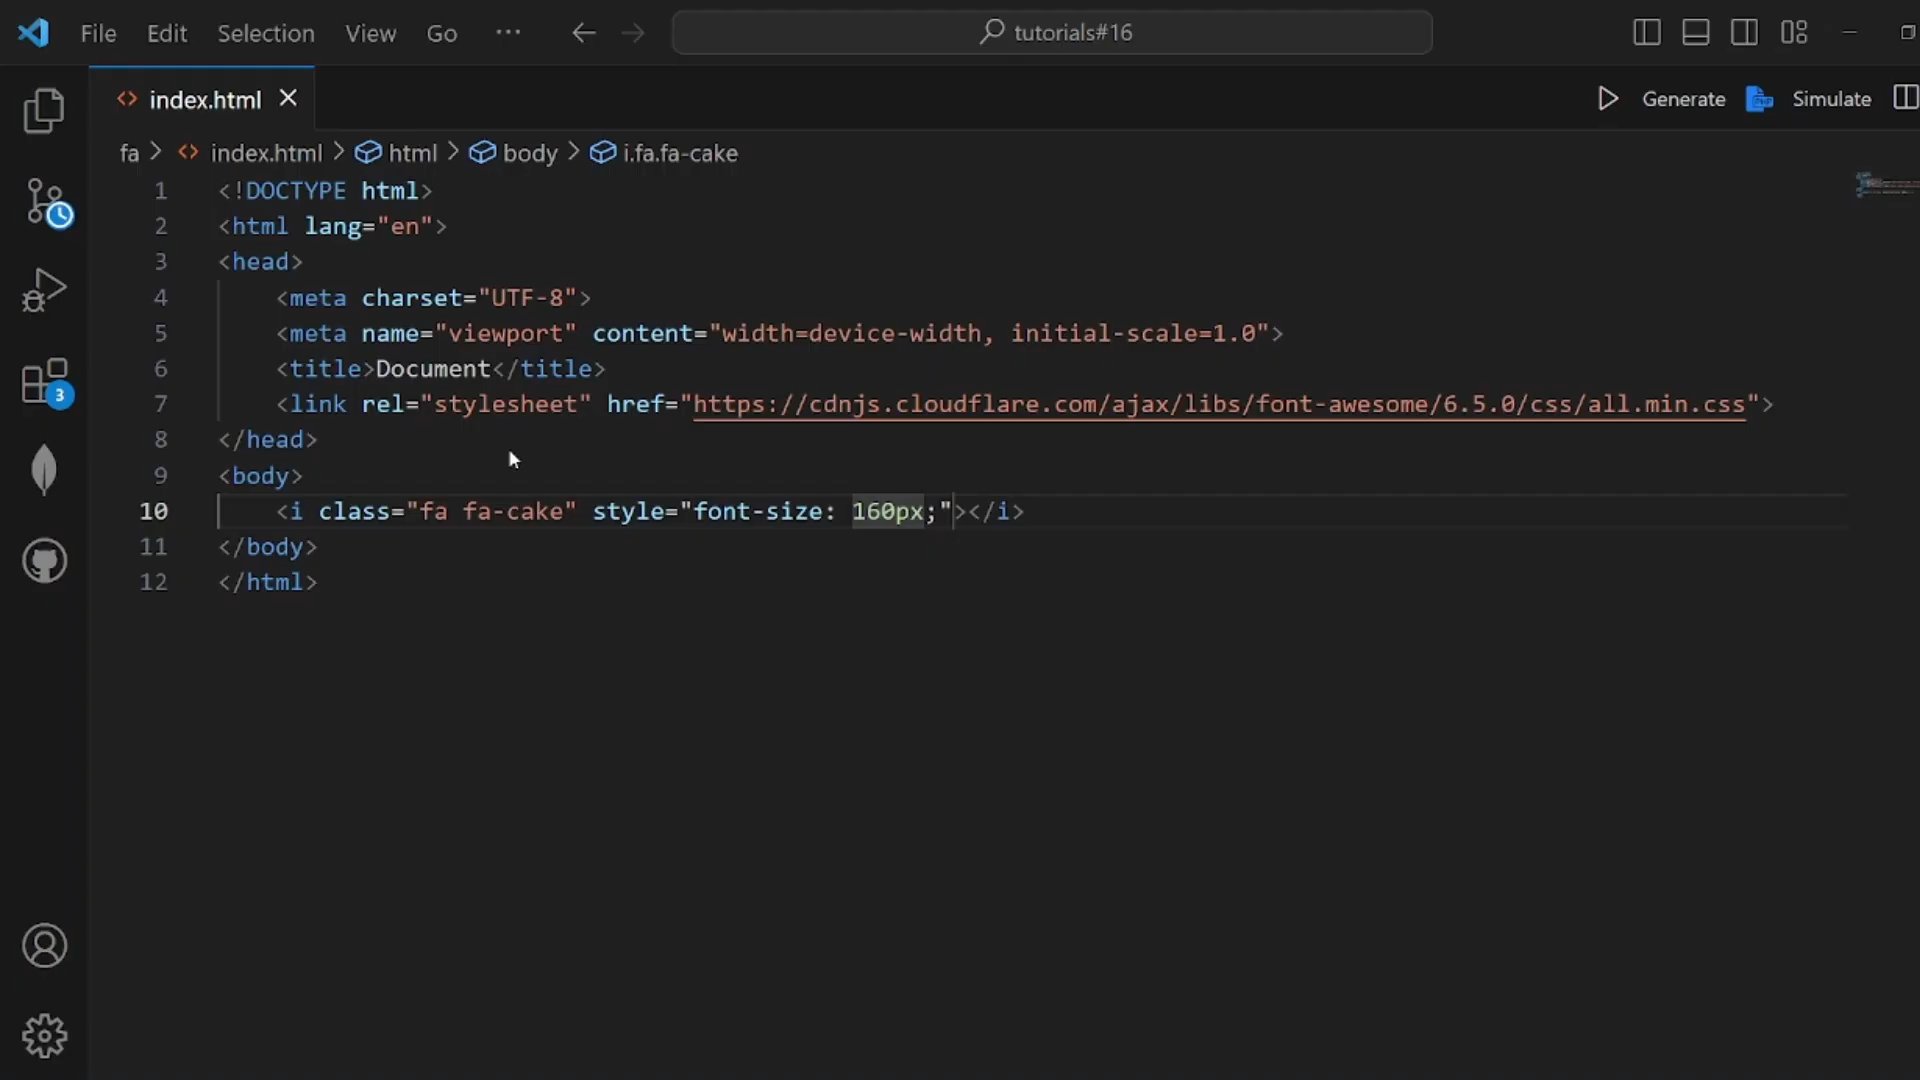 File Edit Selection View Go ··· tutorials#16
index.html Generate Simulate
fa > index.html > html > body > i.fa.fa-cake
1 <!DOCTYPE html>
2 <html lang="en">
3 <head>
4 <meta charset="UTF-8">
5 <meta name="viewport" content="width=device-width, initial-scale=1.0">
6 <title>Document</title>
7 <link rel="stylesheet" href="https://cdnjs.cloudflare.com/ajax/libs/font-awesome/6.5.0/css/all.min.css">
8 </head>
9 <body>
10 <i class="fa fa-cake" style="font-size: 160px;"></i>
11 </body>
12 </html>
3